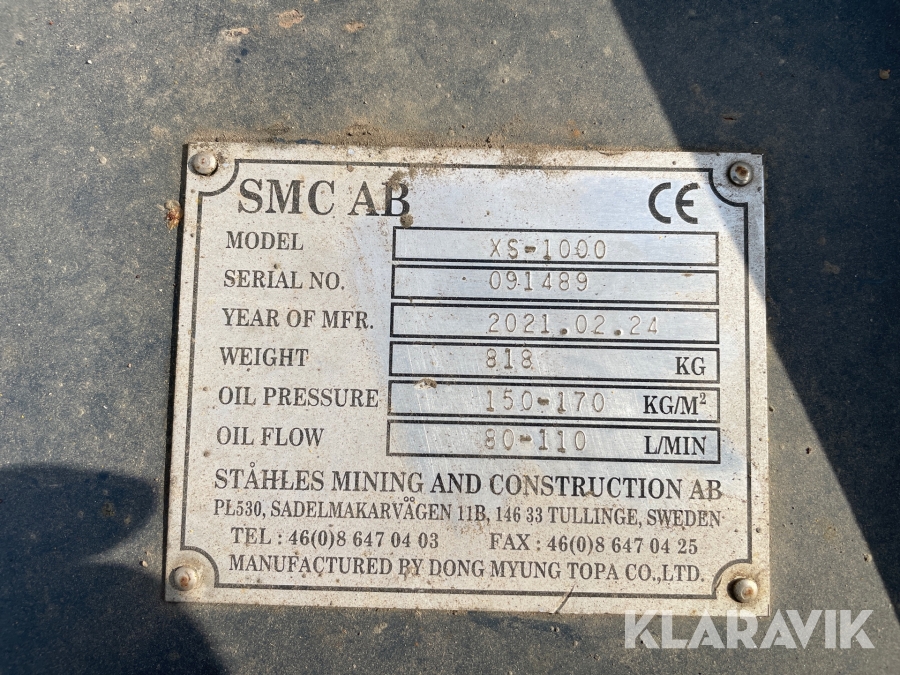 SMC AB CE
MODEL XS-1000
SERIAL NO. 091489
YEAR OF MFR. 2021.02.24
WEIGHT 818 KG
OIL PRESSURE 150-170 KG/M²
OIL FLOW 80-110 L/MIN
STÅHLES MINING AND CONSTRUCTION AB
PL530, SADELMAKARVÅGEN 11B, 146 33 TULLINGE, SWEDEN
TEL : 46(0)8 647 04 03 FAX : 46(0)8 647 04 25
MANUFACTURED BY DONG MYUNG TOPA CO.,LTD.
KLARAVIK